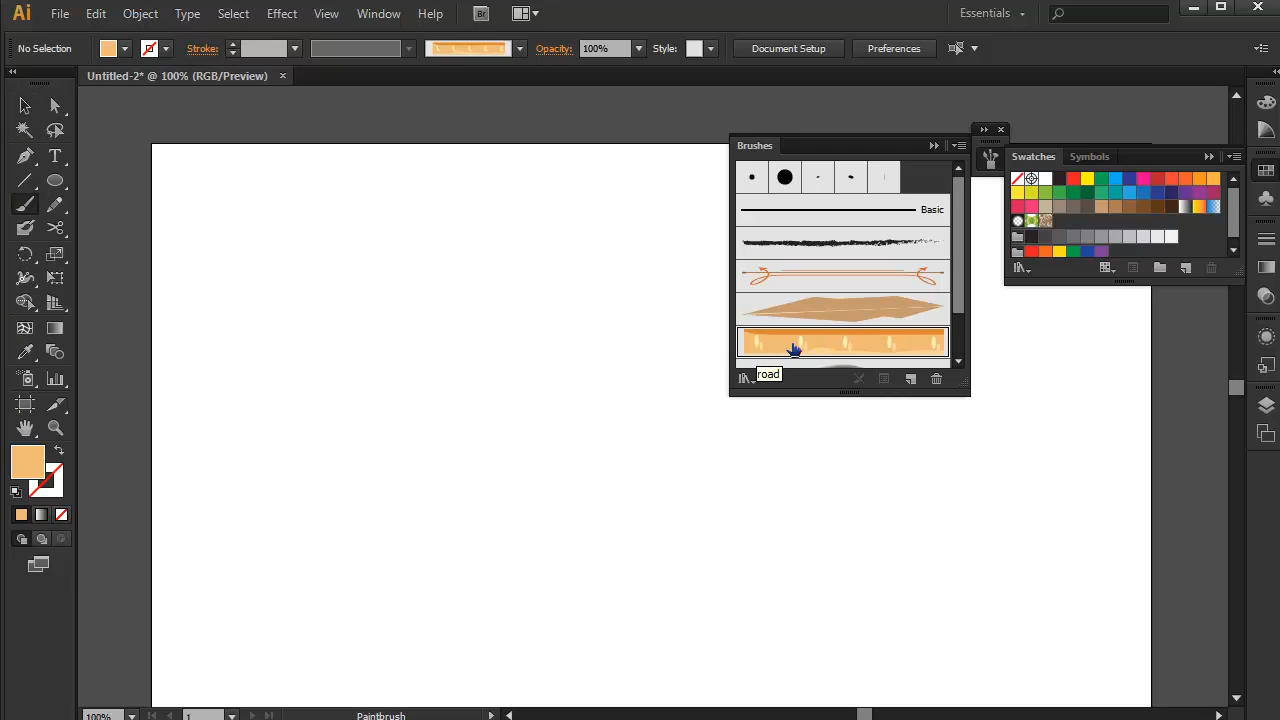 Ai File Edit Object Type Select Effect View Window Help Br Essentials
No Selection Stroke: Opacity: 100% Style: Document Setup Preferences
Untitled-2* @ 100% (RGB/Preview)
Brushes
Swatches Symbols
Basic
road
100% 1 Paintbrush